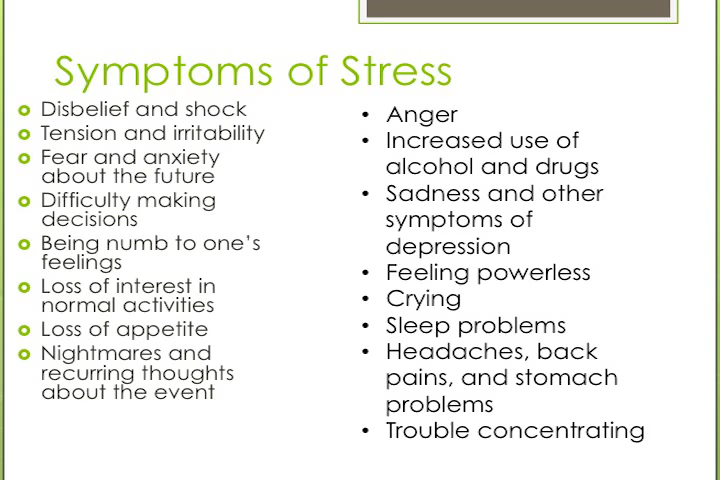 Symptoms of Stress
Disbelief and shock
Tension and irritability
Fear and anxiety
about the future
Difficulty making
decisions
Being numb to one's
feelings
Loss of interest in
normal activities
Loss of appetite
Nightmares and
recurring thoughts
about the event
• Anger
• Increased use of
alcohol and drugs
• Sadness and other
symptoms of
depression
• Feeling powerless
• Crying
• Sleep problems
• Headaches, back
pains, and stomach
problems
• Trouble concentrating